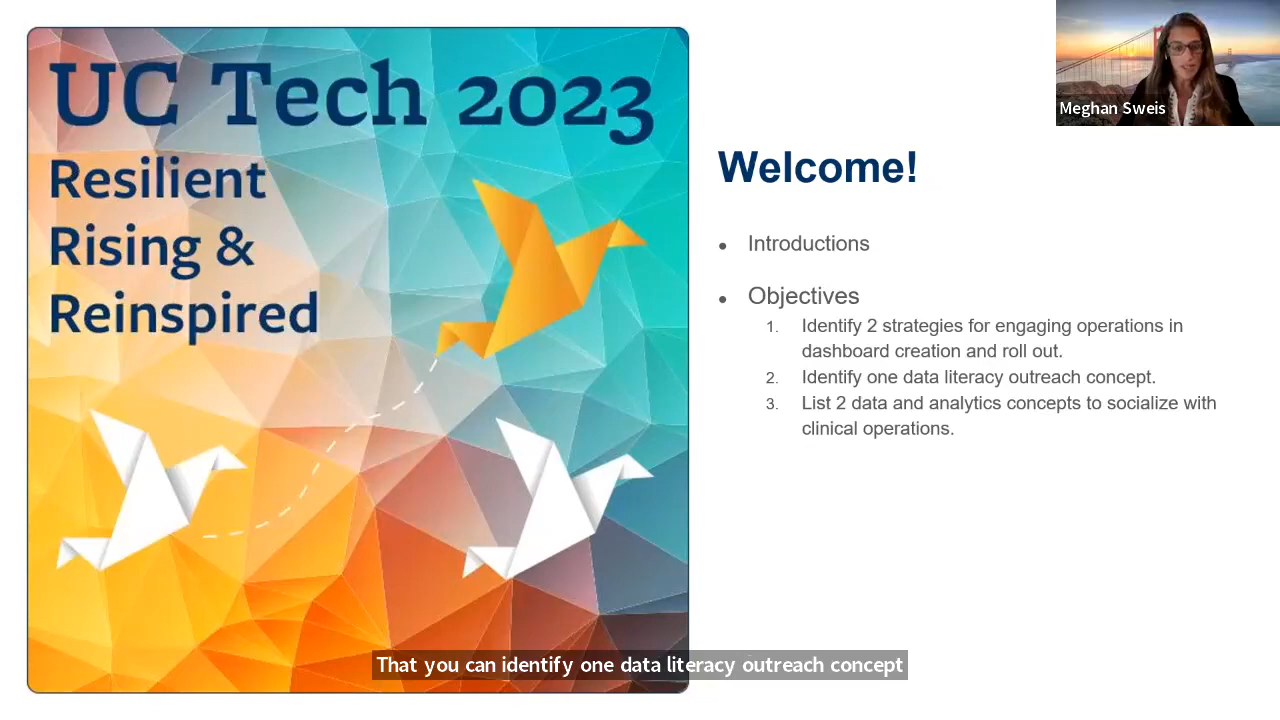 UC Tech 2023
Resilient
Rising &
Reinspired
Meghan Sweis
Welcome!
• Introductions
• Objectives
1. Identify 2 strategies for engaging operations in
dashboard creation and roll out.
2. Identify one data literacy outreach concept.
3. List 2 data and analytics concepts to socialize with
clinical operations.
That you can identify one data literacy outreach concept